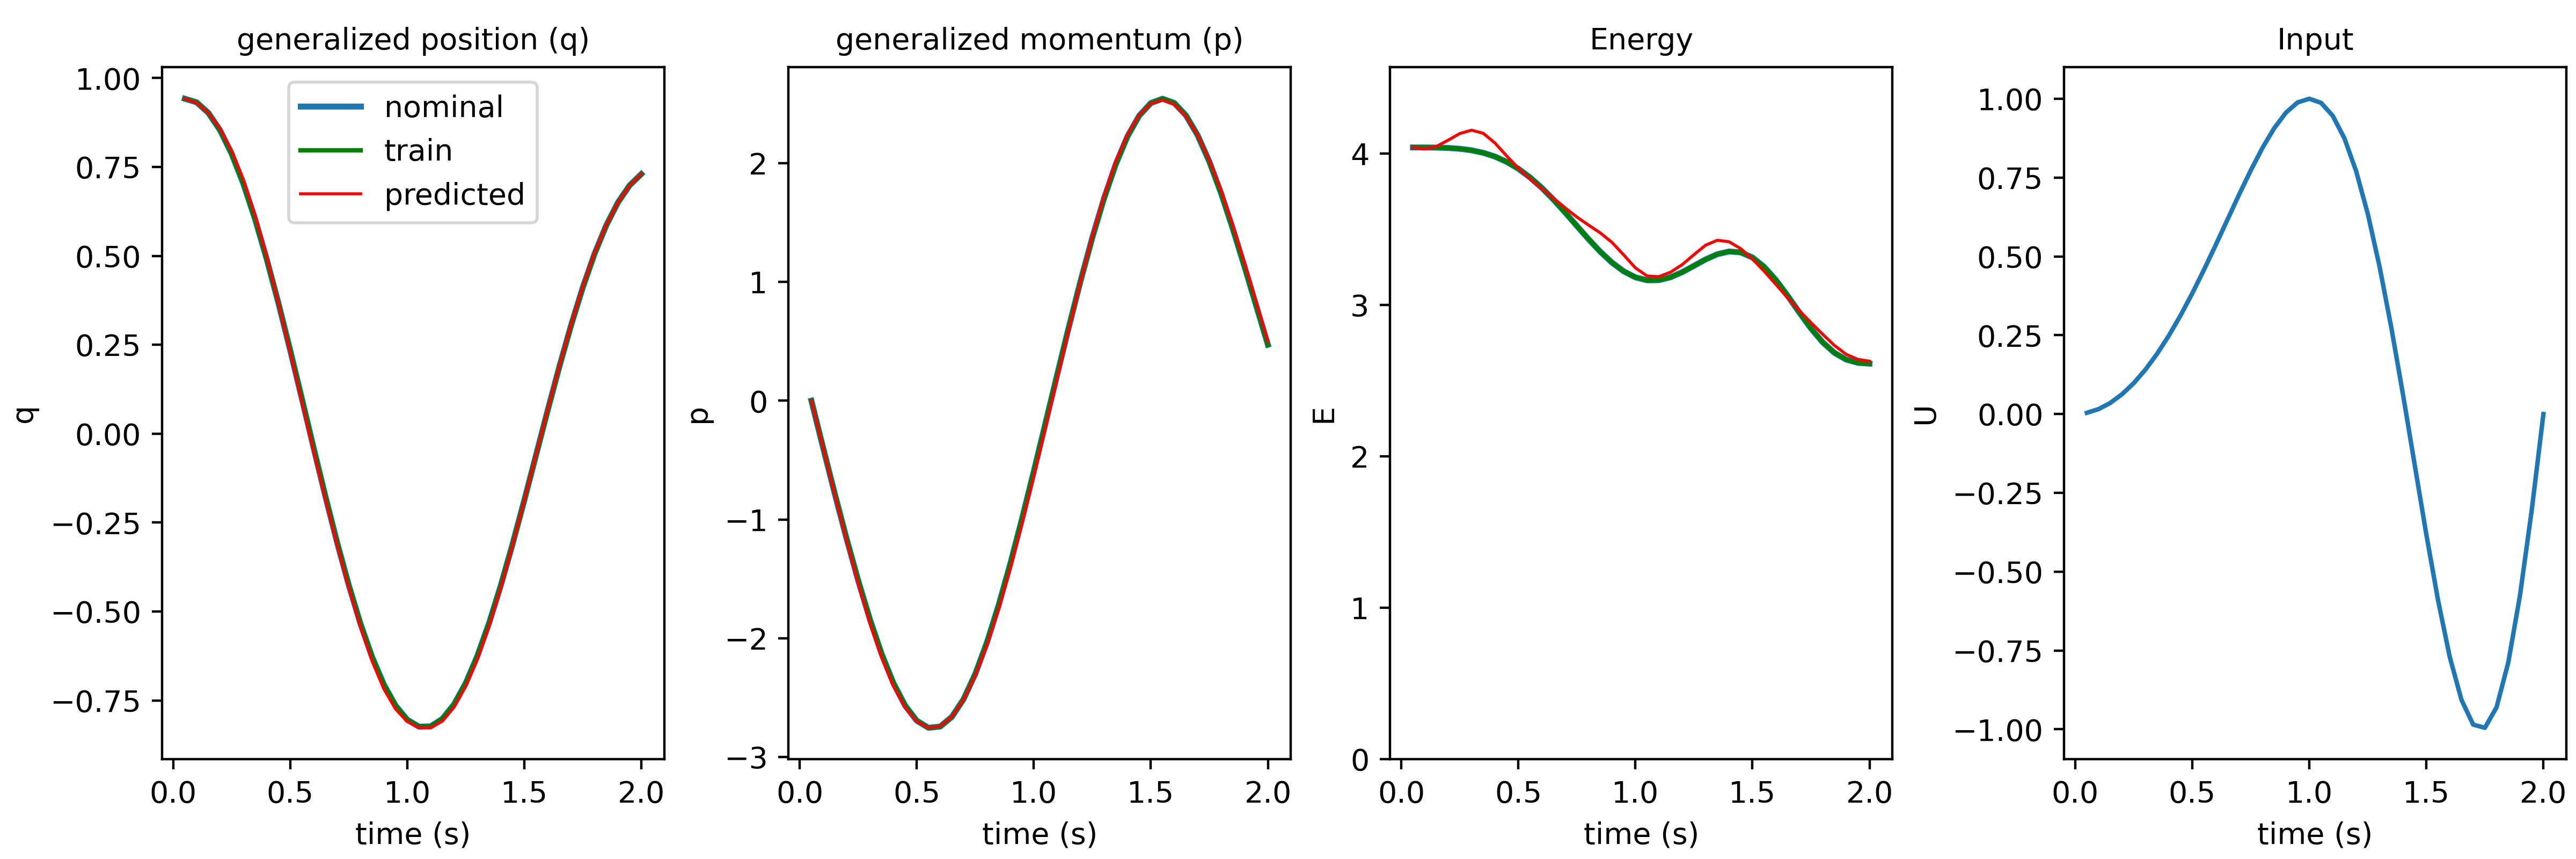 generalized position (q)
1.00
0.75
0.50
0.25
0.00
−0.25
−0.50
−0.75
q
nominal
train
predicted
0.0 0.5 1.0 1.5 2.0
time (s)
generalized momentum (p)
2
1
0
−1
−2
−3
p
0.0 0.5 1.0 1.5 2.0
time (s)
Energy
4
3
2
1
0
E
0.0 0.5 1.0 1.5 2.0
time (s)
Input
1.00
0.75
0.50
0.25
0.00
−0.25
−0.50
−0.75
−1.00
U
0.0 0.5 1.0 1.5 2.0
time (s)